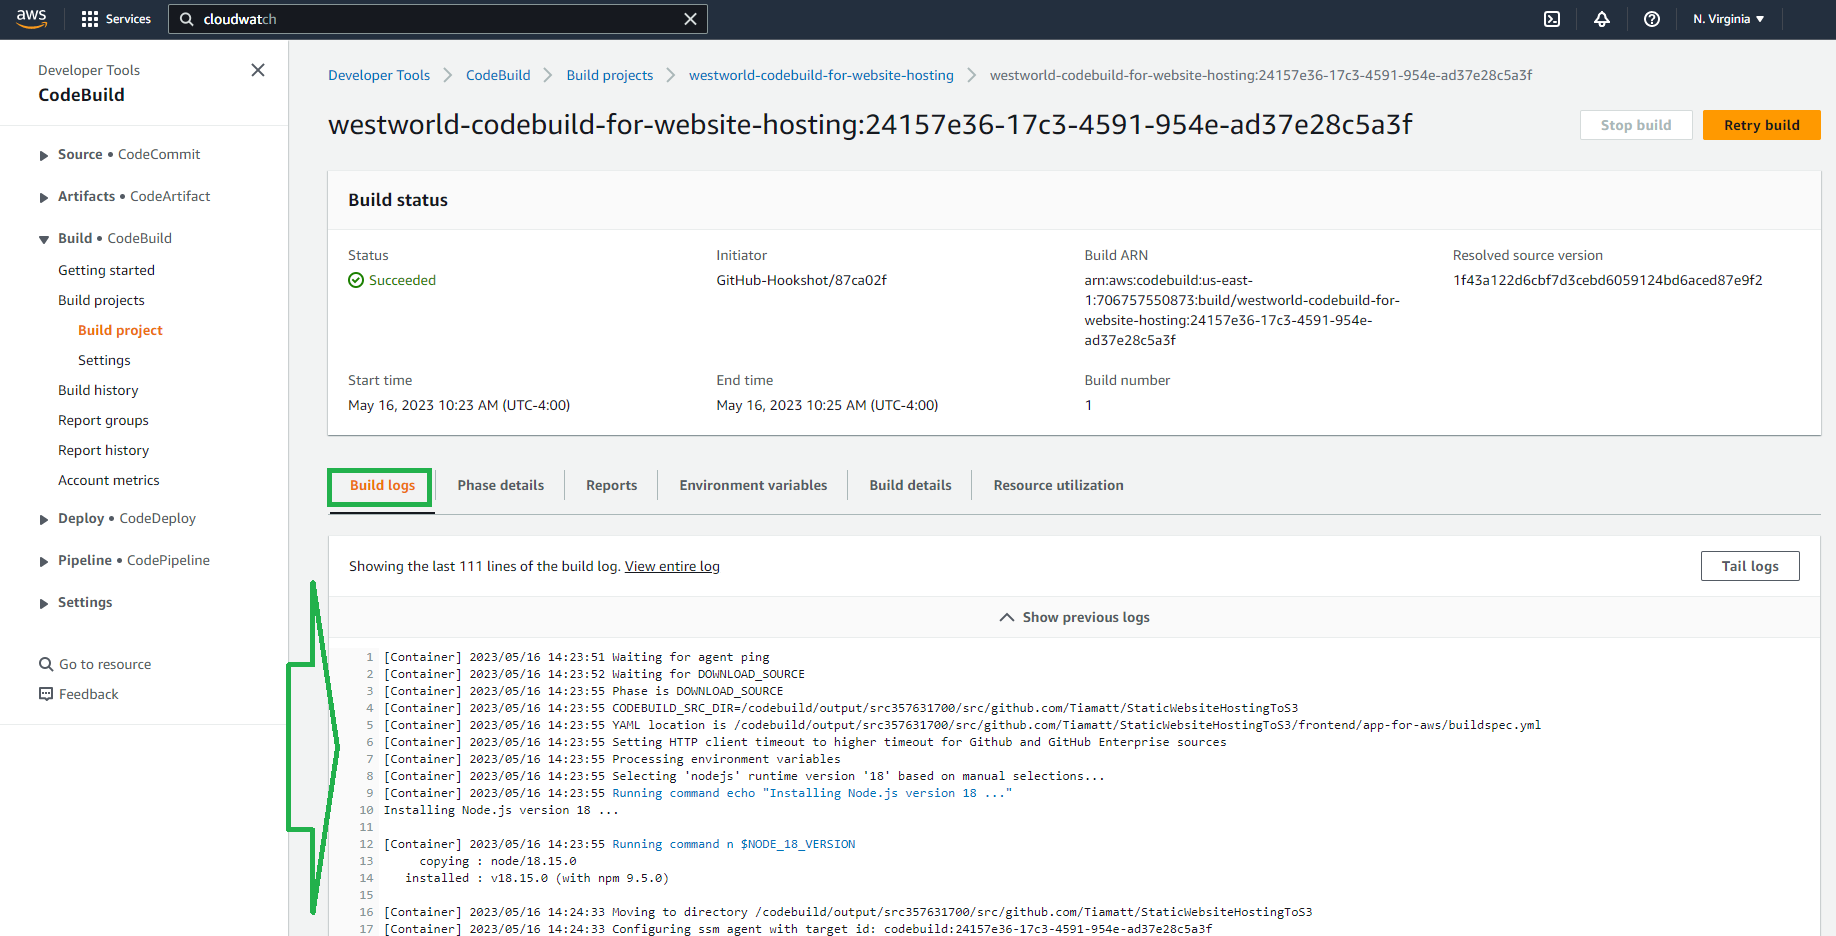 aws
Services
cloudwatch
N. Virginia
Developer Tools
CodeBuild
Source • CodeCommit
Artifacts • CodeArtifact
Build • CodeBuild
Getting started
Build projects
Build project
Settings
Build history
Report groups
Report history
Account metrics
Deploy • CodeDeploy
Pipeline • CodePipeline
Settings
Go to resource
Feedback
Developer Tools > CodeBuild > Build projects > westworld-codebuild-for-website-hosting > westworld-codebuild-for-website-hosting:24157e36-17c3-4591-954e-ad37e28c5a3f
westworld-codebuild-for-website-hosting:24157e36-17c3-4591-954e-ad37e28c5a3f
Stop build
Retry build
Build status
Status
Succeeded
Initiator
GitHub-Hookshot/87ca02f
Build ARN
arn:aws:codebuild:us-east-
1:706757550873:build/westworld-codebuild-for-
website-hosting:24157e36-17c3-4591-954e-
ad37e28c5a3f
Resolved source version
1f43a122d6cbf7d3cebd6059124bd6aced87e9f2
Start time
May 16, 2023 10:23 AM (UTC-4:00)
End time
May 16, 2023 10:25 AM (UTC-4:00)
Build number
1
Build logs
Phase details
Reports
Environment variables
Build details
Resource utilization
Showing the last 111 lines of the build log. View entire log
Tail logs
Show previous logs
1 [Container] 2023/05/16 14:23:51 Waiting for agent ping
2 [Container] 2023/05/16 14:23:52 Waiting for DOWNLOAD_SOURCE
3 [Container] 2023/05/16 14:23:55 Phase is DOWNLOAD_SOURCE
4 [Container] 2023/05/16 14:23:55 CODEBUILD_SRC_DIR=/codebuild/output/src357631700/src/github.com/Tiamatt/StaticWebsiteHostingToS3
5 [Container] 2023/05/16 14:23:55 YAML location is /codebuild/output/src357631700/src/github.com/Tiamatt/StaticWebsiteHostingToS3/frontend/app-for-aws/buildspec.yml
6 [Container] 2023/05/16 14:23:55 Setting HTTP client timeout to higher timeout for Github and GitHub Enterprise sources
7 [Container] 2023/05/16 14:23:55 Processing environment variables
8 [Container] 2023/05/16 14:23:55 Selecting 'nodejs' runtime version '18' based on manual selections...
9 [Container] 2023/05/16 14:23:55 Running command echo "Installing Node.js version 18 ..."
10 Installing Node.js version 18 ...
11
12 [Container] 2023/05/16 14:23:55 Running command n $NODE_18_VERSION
13 copying : node/18.15.0
14 installed : v18.15.0 (with npm 9.5.0)
15
16 [Container] 2023/05/16 14:24:33 Moving to directory /codebuild/output/src357631700/src/github.com/Tiamatt/StaticWebsiteHostingToS3
17 [Container] 2023/05/16 14:24:33 Configuring ssm agent with target id: codebuild:24157e36-17c3-4591-954e-ad37e28c5a3f